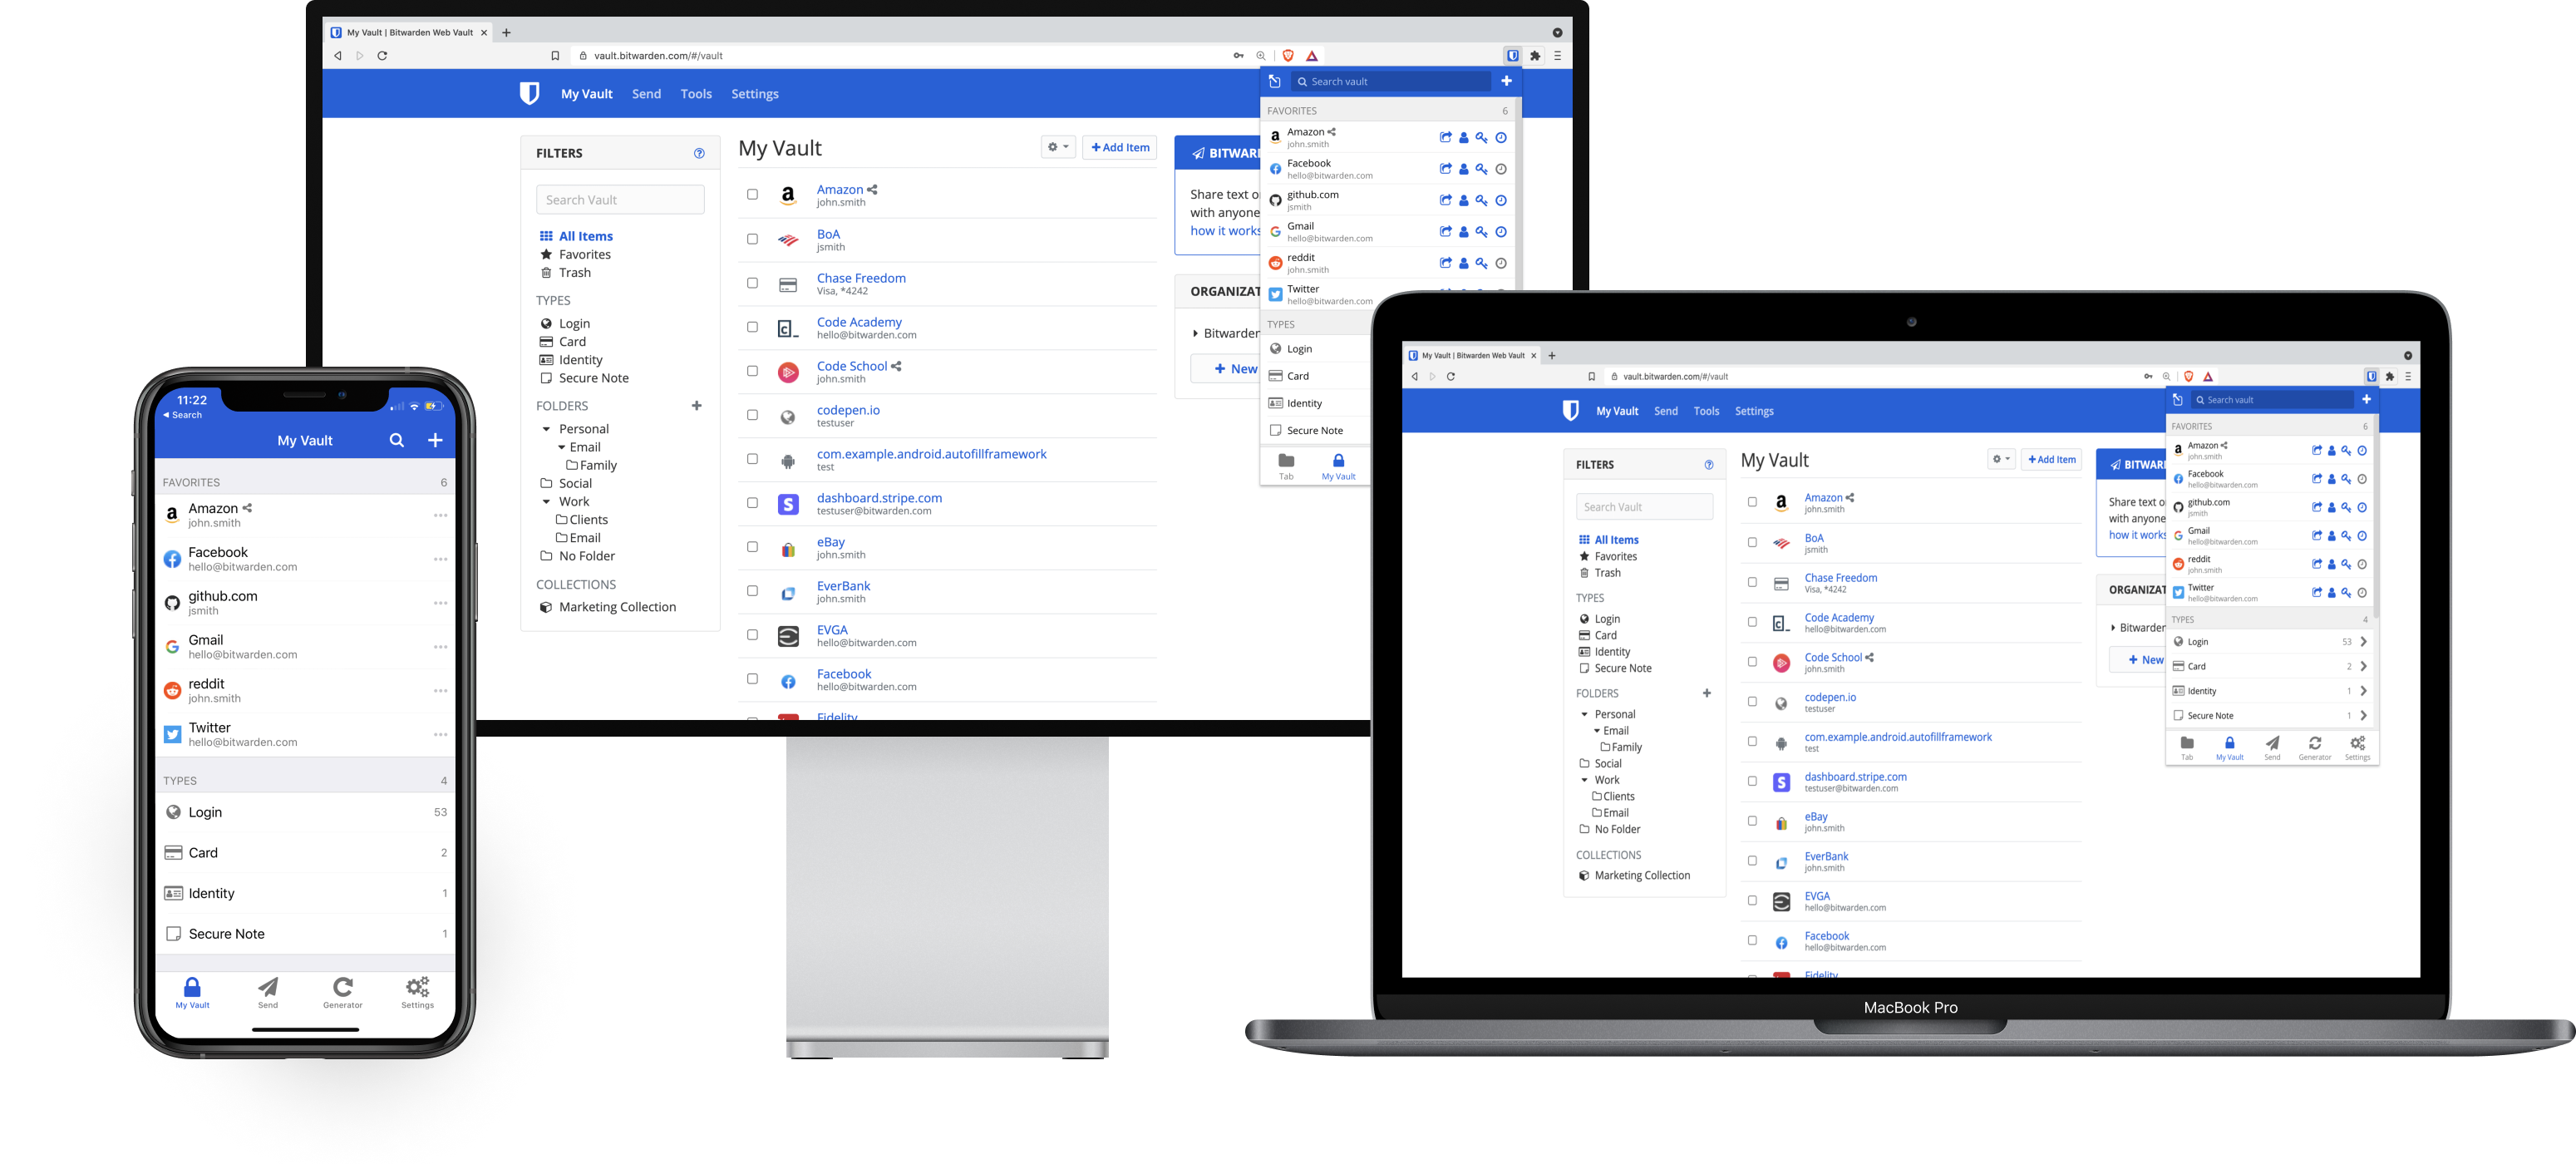 My Vault | Bitwarden Web Vault
vault.bitwarden.com/#/vault
My Vault Send Tools Settings
FILTERS
Search Vault
All Items
Favorites
Trash
TYPES
Login
Card
Identity
Secure Note
FOLDERS
Personal
Email
Family
Social
Work
Clients
Email
No Folder
COLLECTIONS
Marketing Collection
My Vault
Add Item
Amazon
john.smith
BoA
jsmith
Chase Freedom
Visa, *4242
Code Academy
hello@bitwarden.com
Code School
john.smith
codepen.io
testuser
com.example.android.autofillframework
test
dashboard.stripe.com
testuser@bitwarden.com
eBay
john.smith
EverBank
john.smith
EVGA
hello@bitwarden.com
Facebook
hello@bitwarden.com
Fidelity
BITWAR
Share text o
with anyone
how it works
ORGANIZAT
Bitwarden
New
Search vault
FAVORITES 6
Amazon
john.smith
Facebook
hello@bitwarden.com
github.com
jsmith
Gmail
hello@bitwarden.com
reddit
john.smith
Twitter
hello@bitwarden.com
TYPES
Login
Card
Identity
Secure Note
Tab My Vault
11:22
Search
My Vault
FAVORITES 6
Amazon
john.smith
Facebook
hello@bitwarden.com
github.com
jsmith
Gmail
hello@bitwarden.com
reddit
john.smith
Twitter
hello@bitwarden.com
TYPES 4
Login 53
Card 2
Identity 1
Secure Note 1
My Vault Send Generator Settings
My Vault | Bitwarden Web Vault
vault.bitwarden.com/#/vault
My Vault Send Tools Settings
FILTERS
Search Vault
All Items
Favorites
Trash
TYPES
Login
Card
Identity
Secure Note
FOLDERS
Personal
Email
Family
Social
Work
Clients
Email
No Folder
COLLECTIONS
Marketing Collection
My Vault
Add Item
Amazon
john.smith
BoA
jsmith
Chase Freedom
Visa, *4242
Code Academy
hello@bitwarden.com
Code School
john.smith
codepen.io
testuser
com.example.android.autofillframework
test
dashboard.stripe.com
testuser@bitwarden.com
eBay
john.smith
EverBank
john.smith
EVGA
hello@bitwarden.com
Facebook
hello@bitwarden.com
Fidelity
BITWAR
Share text o
with anyone
how it works
ORGANIZAT
Bitwarder
New
Search vault
FAVORITES 6
Amazon
john.smith
Facebook
hello@bitwarden.com
github.com
jsmith
Gmail
hello@bitwarden.com
reddit
john.smith
Twitter
hello@bitwarden.com
TYPES 4
Login 53
Card 2
Identity 1
Secure Note 1
Tab My Vault Send Generator Settings
MacBook Pro